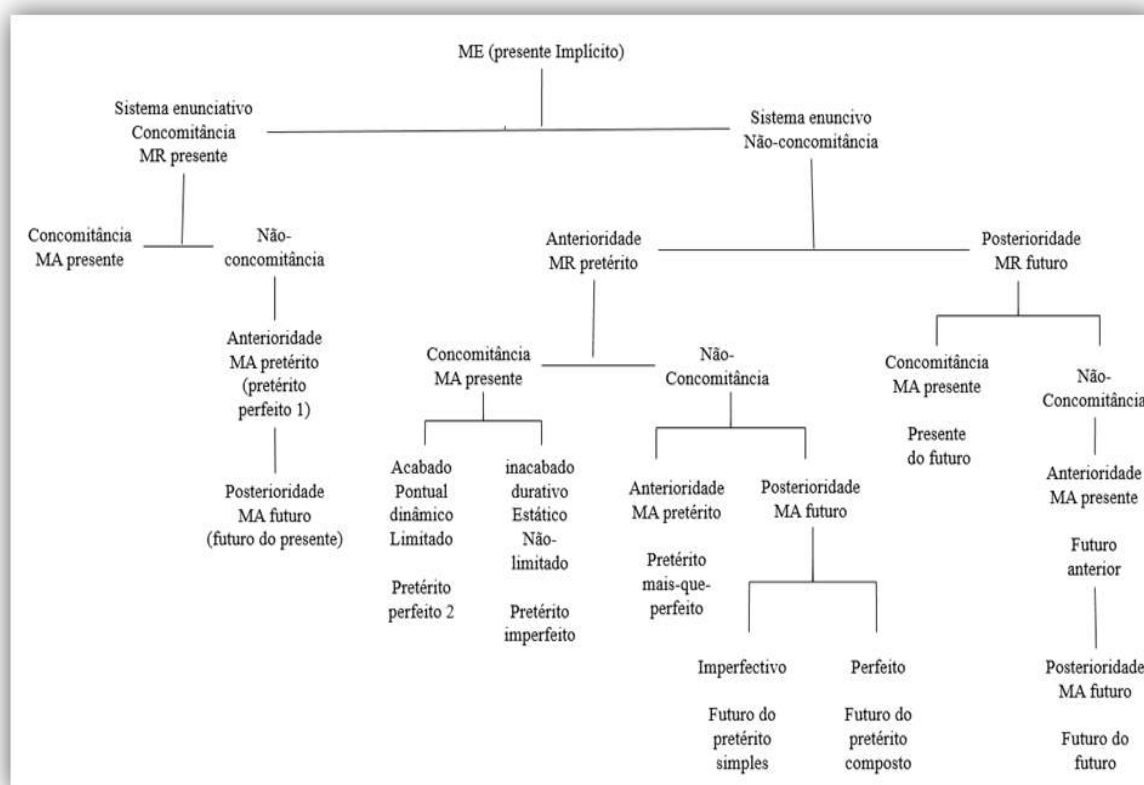 ME (presente Implícito)
Sistema enunciativo
Concomitância
MR presente
Sistema enuncivo
Não-concomitância
Concomitância
MA presente
Não-
concomitância
Anterioridade
MR pretérito
Posterioridade
MR futuro
Anterioridade
MA pretérito
(pretérito
perfeito 1)
Concomitância
MA presente
Não-
Concomitância
Concomitância
MA presente
Presente
do futuro
Não-
Concomitância
Posterioridade
MA futuro
(futuro do presente)
Acabado
Pontual
dinâmico
Limitado
Pretérito
perfeito 2
inacabado
durativo
Estático
Não-
limitado
Pretérito
imperfeito
Anterioridade
MA pretérito
Pretérito
mais-que-
perfeito
Posterioridade
MA futuro
Anterioridade
MA presente
Futuro
anterior
Imperfectivo
Futuro do
pretérito
simples
Perfeito
Futuro do
pretérito
composto
Posterioridade
MA futuro
Futuro do
futuro